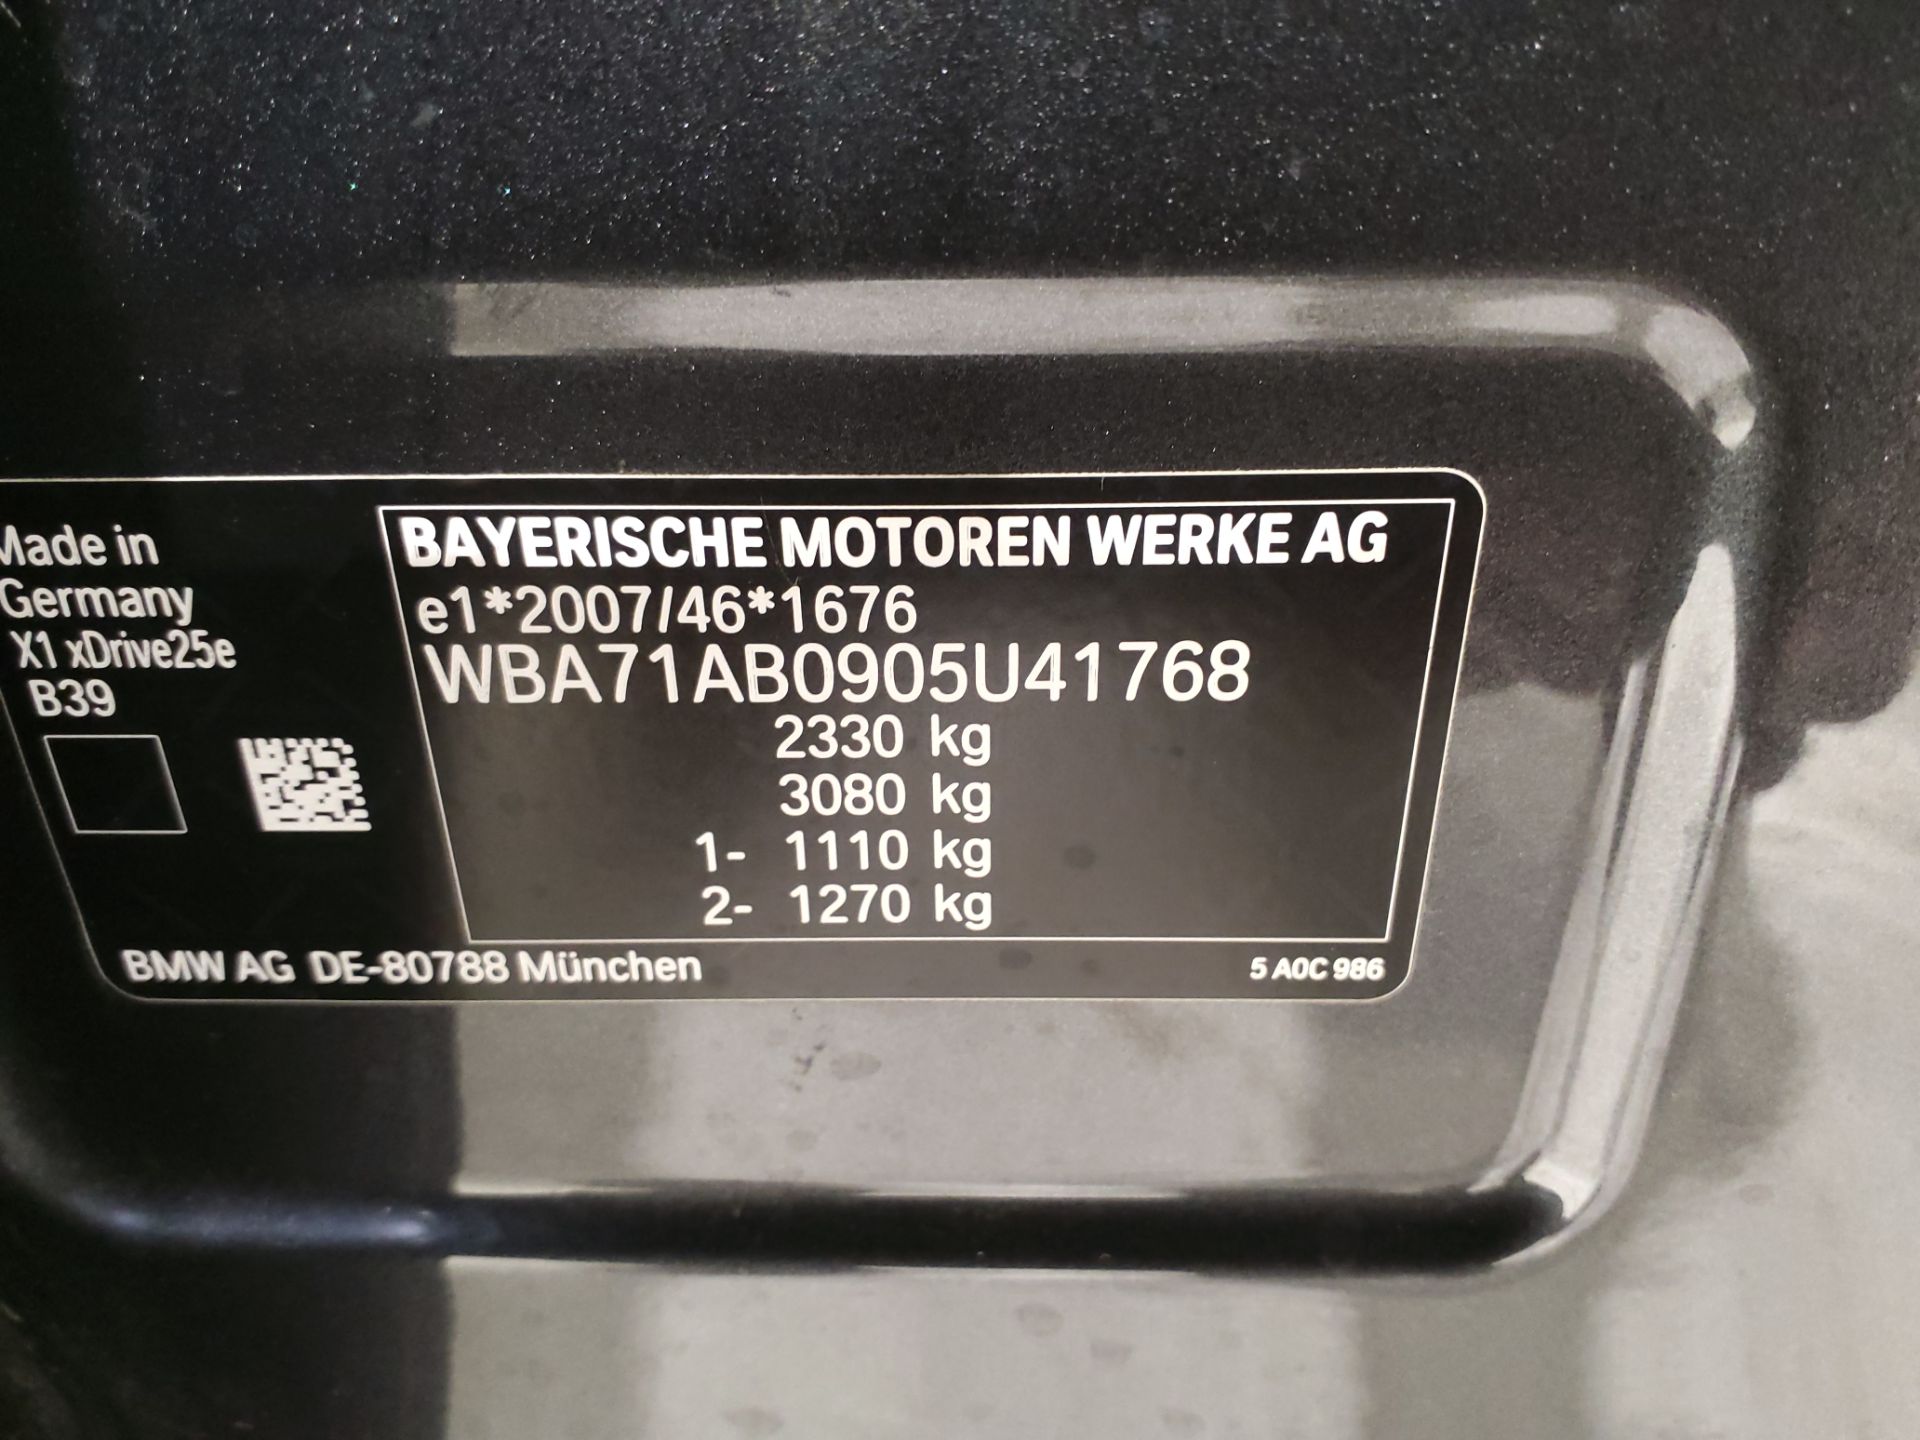 Made in
Germany
X1 xDrive25e
B39
BAYERISCHE MOTOREN WERKE AG
e1*2007/46*1676
WBA71AB0905U41768
2330 kg
3080 kg
1- 1110 kg
2- 1270 kg
BMW AG DE-80788 München
5 A0C 986